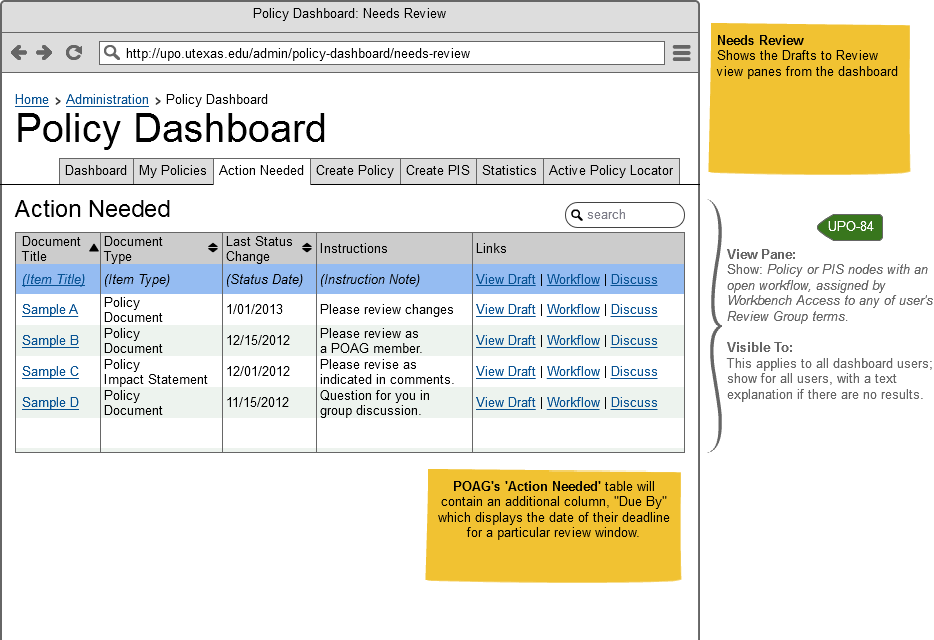 Policy Dashboard: Needs Review
http://upo.utexas.edu/admin/policy-dashboard/needs-review
Home > Administration > Policy Dashboard
Policy Dashboard
Dashboard My Policies Action Needed Create Policy Create PIS Statistics Active Policy Locator
Action Needed
search
Document Title Document Type Last Status Change Instructions Links
(Item Title) (Item Type) (Status Date) (Instruction Note) View Draft | Workflow | Discuss
Sample A Policy Document 1/01/2013 Please review changes View Draft | Workflow | Discuss
Sample B Policy Document 12/15/2012 Please review as a POAG member. View Draft | Workflow | Discuss
Sample C Policy Impact Statement 12/01/2012 Please revise as indicated in comments. View Draft | Workflow | Discuss
Sample D Policy Document 11/15/2012 Question for you in group discussion. View Draft | Workflow | Discuss
POAG's 'Action Needed' table will
contain an additional column, "Due By"
which displays the date of their deadline
for a particular review window.
Needs Review
Shows the Drafts to Review
view panes from the dashboard
UPO-84
View Pane:
Show: Policy or PIS nodes with an
open workflow, assigned by
Workbench Access to any of user's
Review Group terms.
Visible To:
This applies to all dashboard users;
show for all users, with a text
explanation if there are no results.